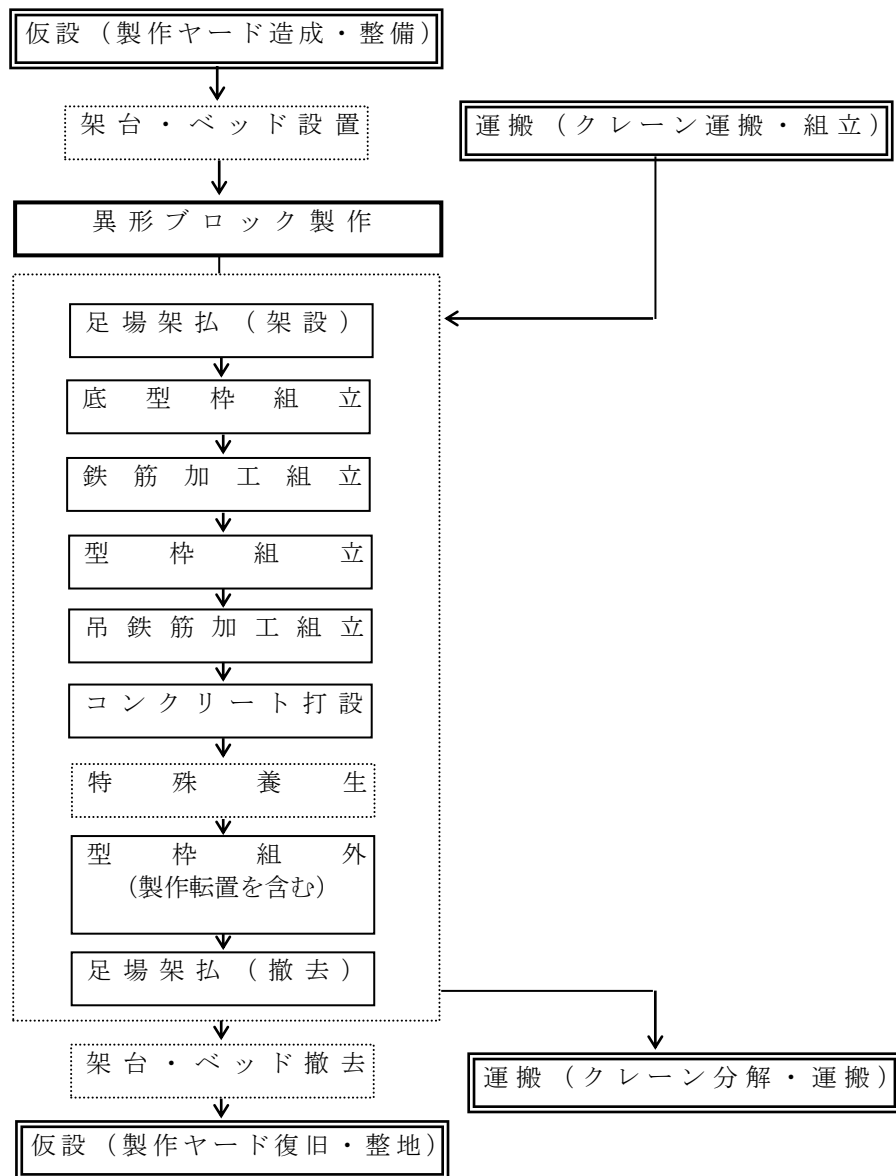 仮設（製作ヤード造成・整備）
架台・ベッド設置
運搬（クレーン運搬・組立）
異形ブロック製作
足場架払（架設）
底型枠組立
鉄筋加工組立
型枠組立
吊鉄筋加工組立
コンクリート打設
特殊養生
型枠組外
（製作転置を含む）
足場架払（撤去）
架台・ベッド撤去
運搬（クレーン分解・運搬）
仮設（製作ヤード復旧・整地）